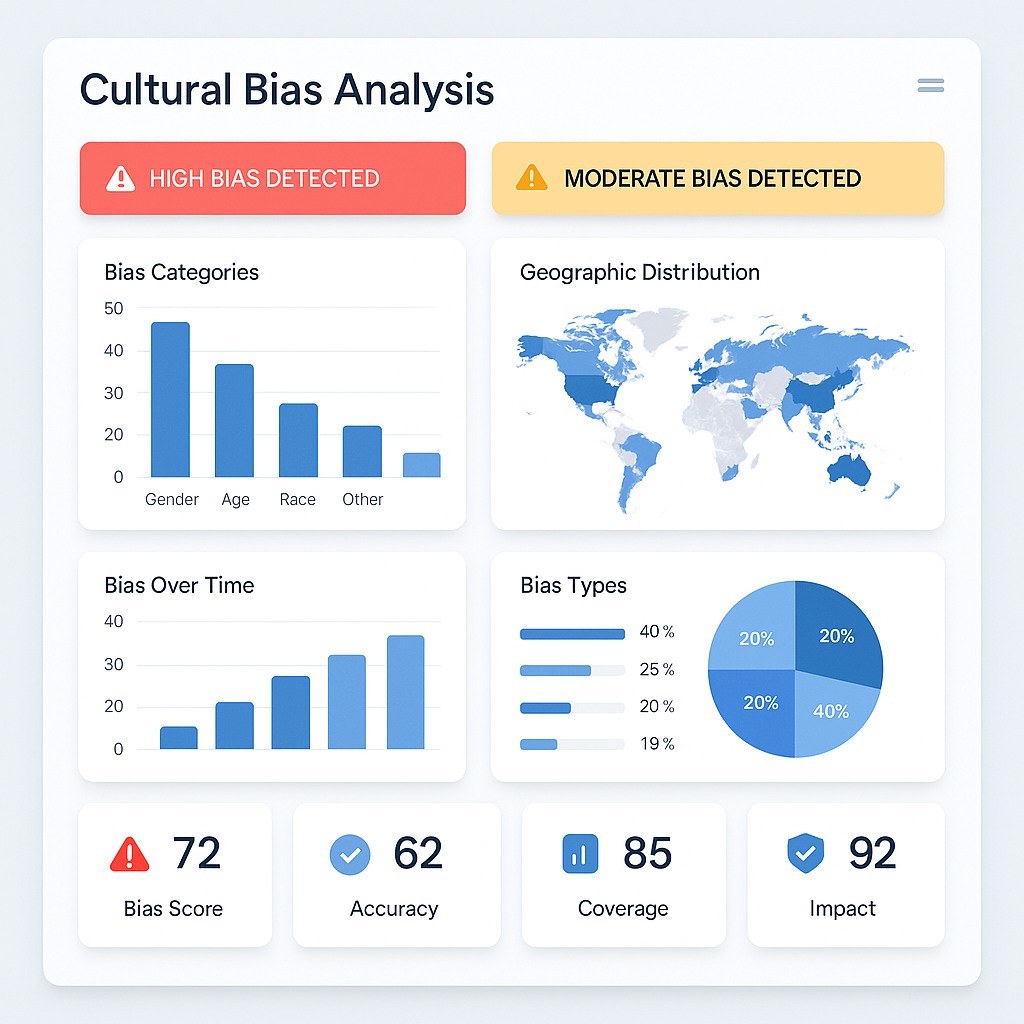 Cultural Bias Analysis
HIGH BIAS DETECTED
MODERATE BIAS DETECTED
Bias Categories
50
40
30
20
0
Gender Age Race Other
Geographic Distribution
Bias Over Time
40
30
20
0
Bias Types
40 %
25 %
20 %
19 %
20% 20%
20% 40%
72
Bias Score
62
Accuracy
85
Coverage
92
Impact